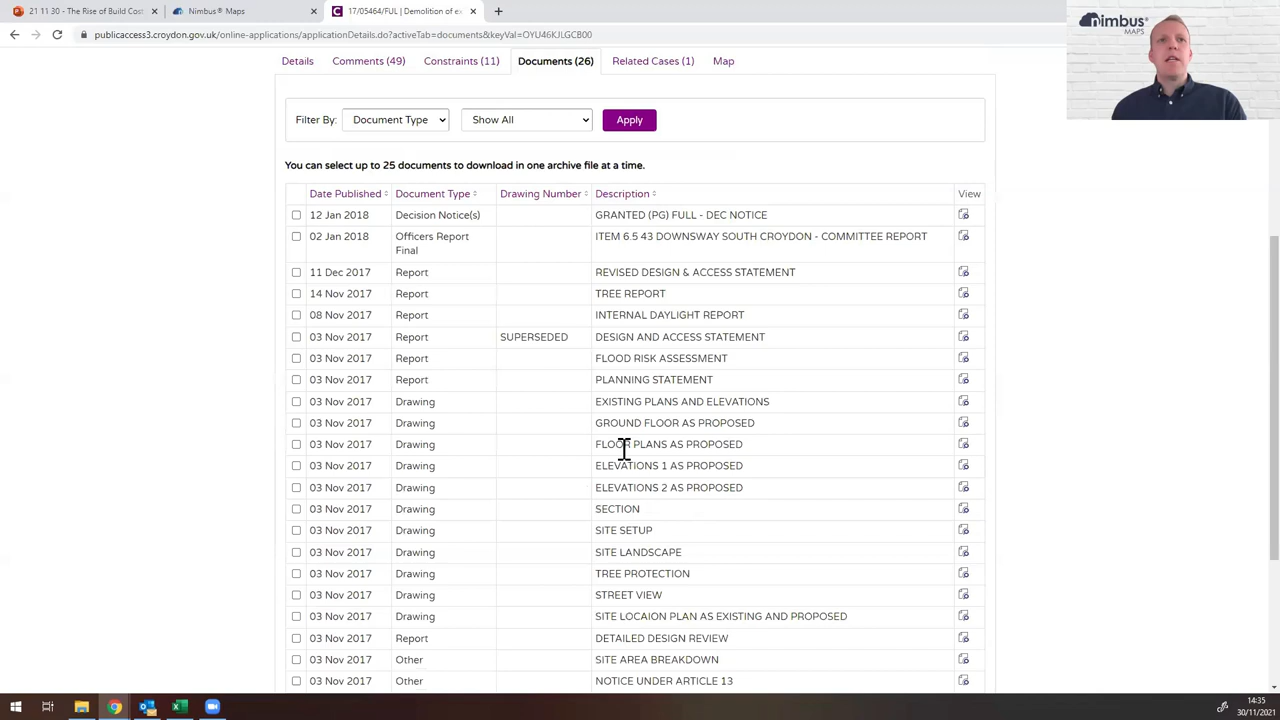 21 11 30 - The Rise of Build Cos
Nimbus® Maps
17/05464/FUL | Demolition of ex
publicaccess3.croydon.gov.uk/online-applications/applicationDeta
=OYU49KJLGCB00
nimbus®
MAPS
Details
Comments (49)
Constraints (11)
Documents (26)
Related Cases (1)
Map
Filter By:
Document Type
Show All
Apply
You can select up to 25 documents to download in one archive file at a time.
Date Published Document Type Drawing Number Description View
12 Jan 2018 Decision Notice(s) GRANTED (PG) FULL - DEC NOTICE
02 Jan 2018 Officers Report ITEM 6.5 43 DOWNSWAY SOUTH CROYDON - COMMITTEE REPORT
Final
11 Dec 2017 Report REVISED DESIGN & ACCESS STATEMENT
14 Nov 2017 Report TREE REPORT
08 Nov 2017 Report INTERNAL DAYLIGHT REPORT
03 Nov 2017 Report SUPERSEDED DESIGN AND ACCESS STATEMENT
03 Nov 2017 Report FLOOD RISK ASSESSMENT
03 Nov 2017 Report PLANNING STATEMENT
03 Nov 2017 Drawing EXISTING PLANS AND ELEVATIONS
03 Nov 2017 Drawing GROUND FLOOR AS PROPOSED
03 Nov 2017 Drawing FLOOR PLANS AS PROPOSED
03 Nov 2017 Drawing ELEVATIONS 1 AS PROPOSED
03 Nov 2017 Drawing ELEVATIONS 2 AS PROPOSED
03 Nov 2017 Drawing SECTION
03 Nov 2017 Drawing SITE SETUP
03 Nov 2017 Drawing SITE LANDSCAPE
03 Nov 2017 Drawing TREE PROTECTION
03 Nov 2017 Drawing STREET VIEW
03 Nov 2017 Drawing SITE LOCAION PLAN AS EXISTING AND PROPOSED
03 Nov 2017 Report DETAILED DESIGN REVIEW
03 Nov 2017 Other SITE AREA BREAKDOWN
03 Nov 2017 Other NOTICE UNDER ARTICLE 13
14:35
30/11/2021